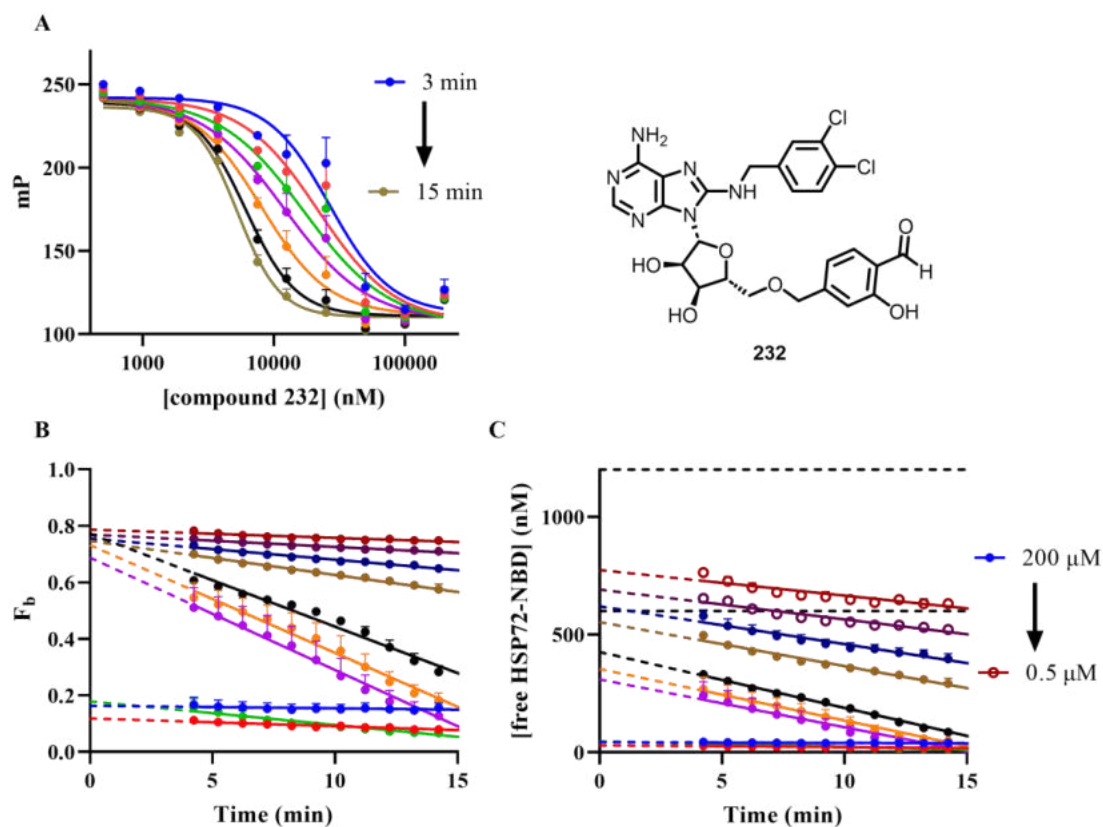 A
250
200
150
100
mP
3 min
15 min
1000
10000
100000
[compound 232] (nM)
NH2
N
N
N
N
NH
Cl
Cl
O
HO
HO
O
O
H
OH
232
B
1.0
0.8
0.6
0.4
0.2
0.0
Fb
0
5
10
15
Time (min)
C
1000
500
0
[free HSP72-NBD] (nM)
0
5
10
15
Time (min)
200 µM
0.5 µM